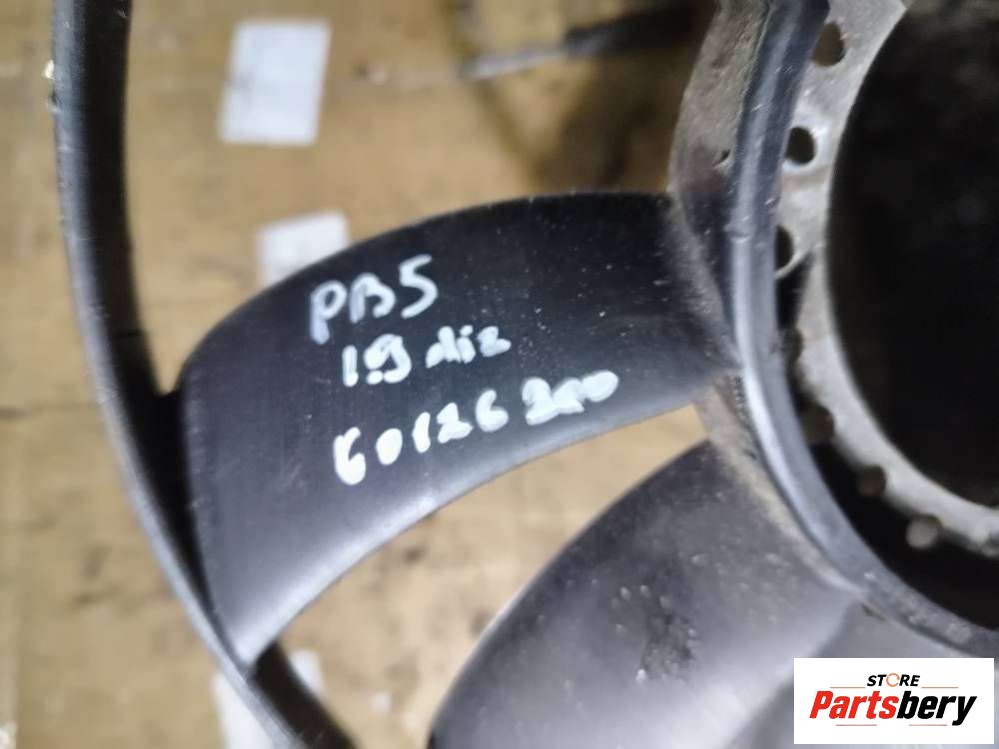 PB5
1.9 diz
60126200
STORE
Partsbery